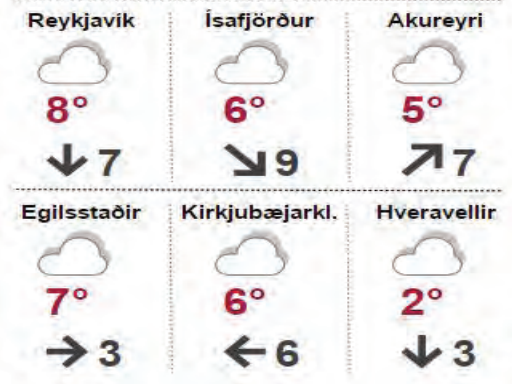 Reykjavík Ísafjörður Akureyri
8° 6° 5°
7 9 7
Egilsstaðir Kirkjubæjarkl. Hveravellir
7° 6° 2°
3 6 3